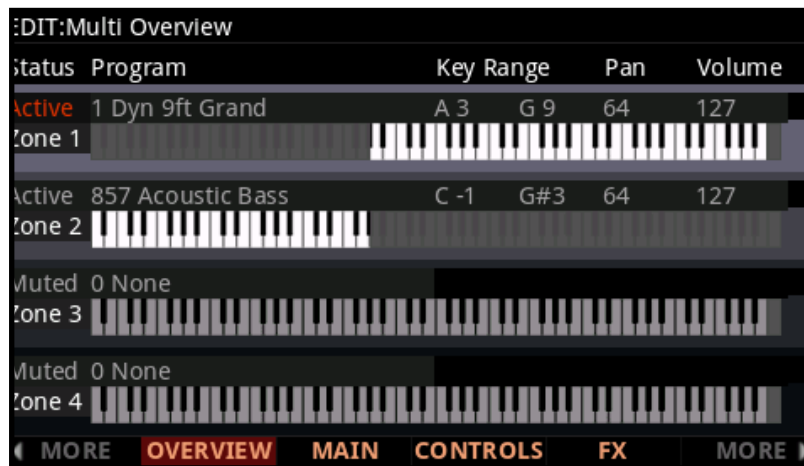 EDIT:Multi Overview
Status Program Key Range Pan Volume
Active 1 Dyn 9ft Grand A 3 G 9 64 127
Zone 1
Active 857 Acoustic Bass C -1 G#3 64 127
Zone 2
Muted 0 None
Zone 3
Muted 0 None
Zone 4
MORE OVERVIEW MAIN CONTROLS FX MORE